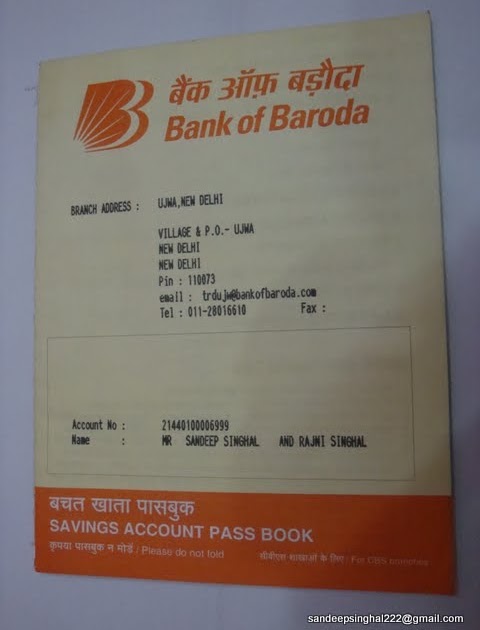 बैंक ऑफ़ बड़ौदा
Bank of Baroda
BRANCH ADDRESS : UJWA,NEW DELHI
VILLAGE & P.O.- UJWA
NEW DELHI
NEW DELHI
Pin : 110073
email : trdujw@bankofbaroda.com
Tel : 011-28016610 Fax :
Account No : 21440100006999
Name : MR SANDEEP SINGHAL AND RAJNI SINGHAL
बचत खाता पासबुक
SAVINGS ACCOUNT PASS BOOK
कृपया पासबुक न मोड़ें / Please do not fold सीबीएस शाखाओं के लिए / For CBS branches
sandeepsinghal222@gmail.com